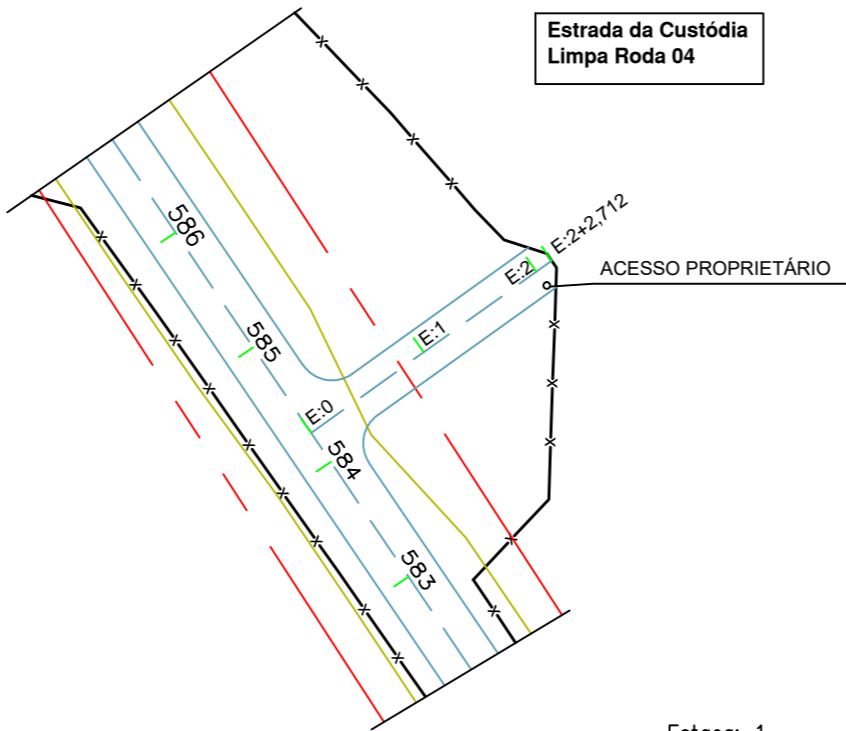 Estrada da Custódia
Limpa Roda 04
586
E:2+2,712
E:2
ACESSO PROPRIETÁRIO
585
E:1
E:0
584
583